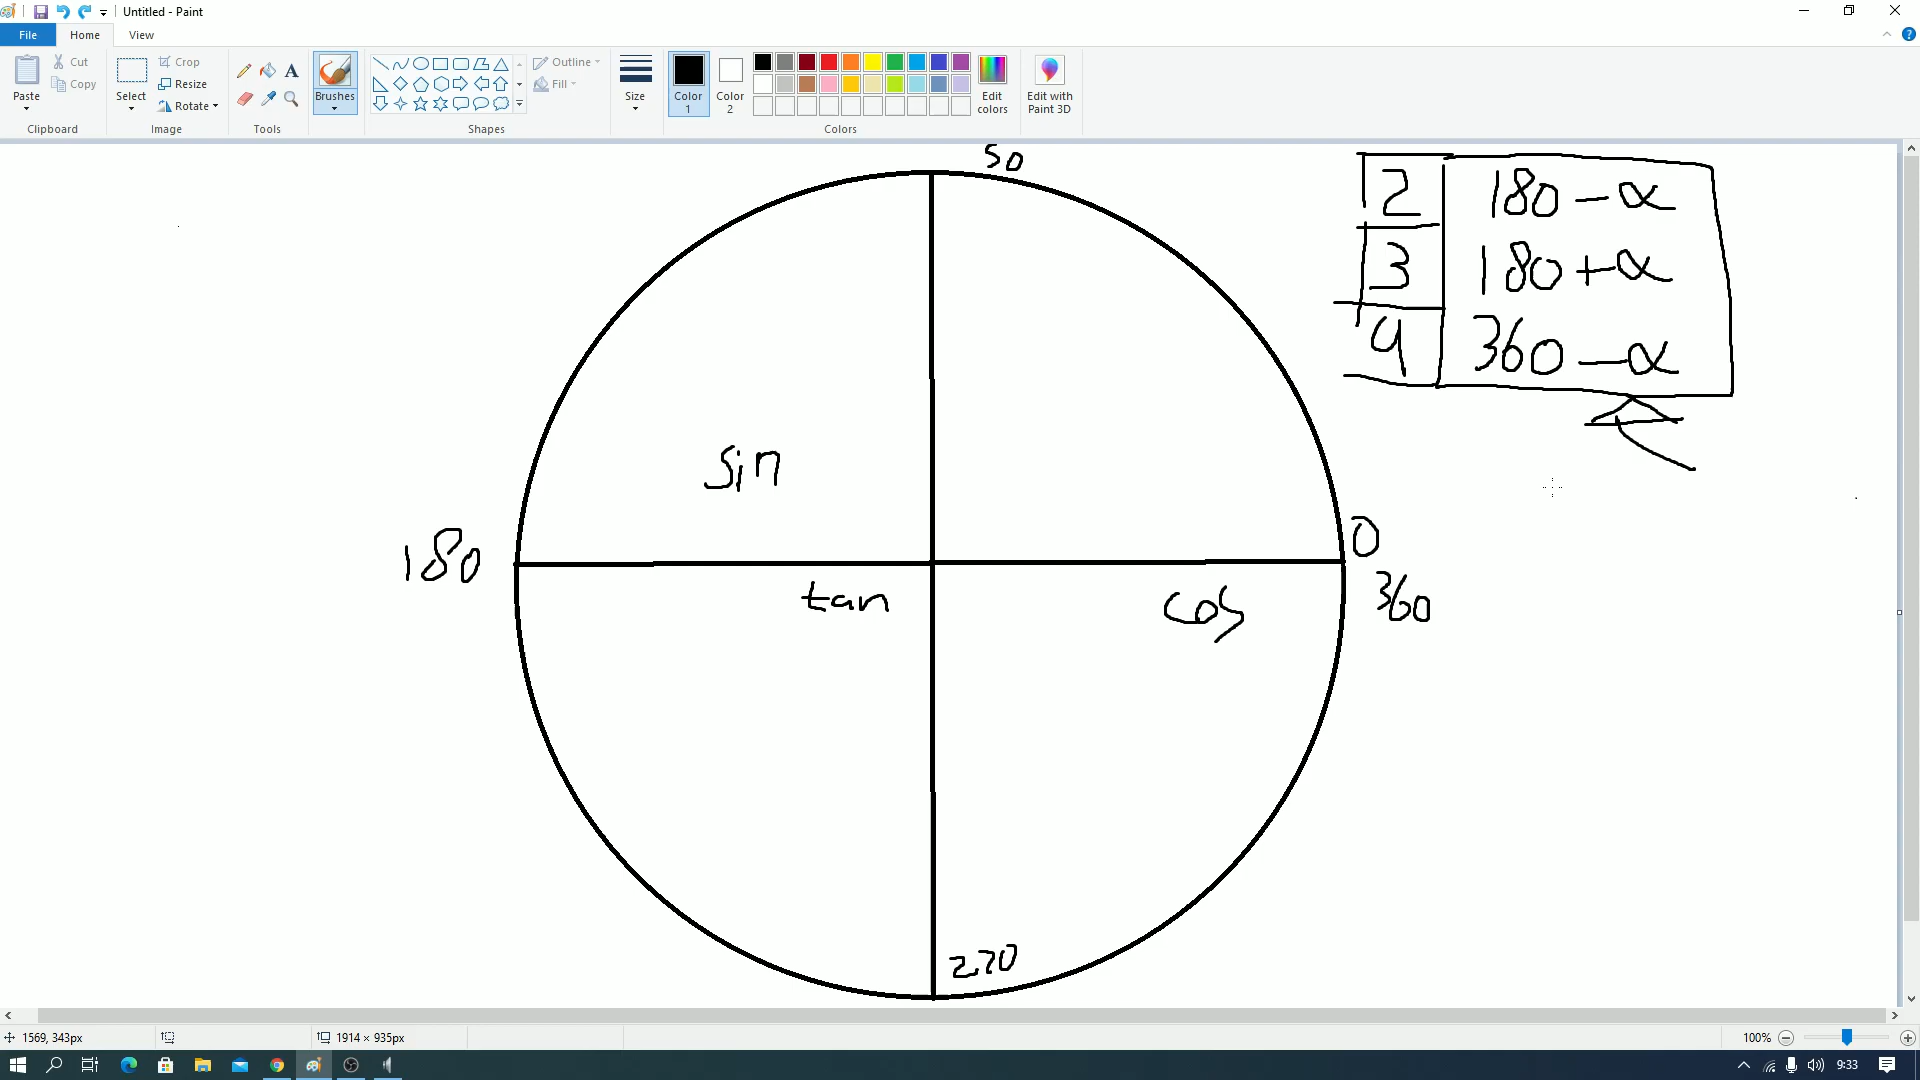 Untitled - Paint
File
Home
View
Paste
Cut
Copy
Clipboard
Select
Crop
Resize
Rotate
Image
A
Tools
Brushes
Outline
Fill
Shapes
Size
Color 1
Color 2
Edit colors
Colors
Edit with Paint 3D
50
2 180-α
3 180+α
4 360-α
sin
180
0
360
tan
cos
270
1569, 343px
1914 × 935px
100%
9:33